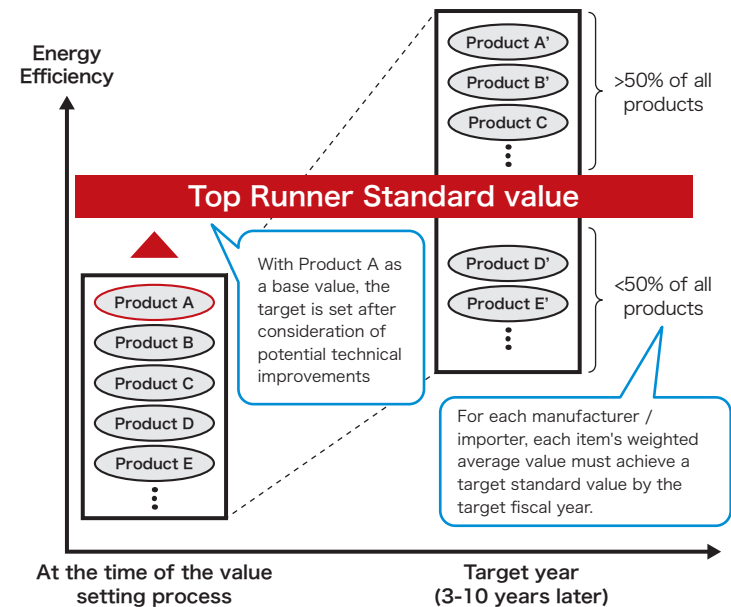 Energy
Efficiency
Product A'
Product B'
Product C
>50% of all
products
Top Runner Standard value
With Product A as
a base value, the
target is set after
consideration of
potential technical
improvements
Product A
Product B
Product C
Product D
Product E
Product D'
Product E'
<50% of all
products
For each manufacturer /
importer, each item's weighted
average value must achieve a
target standard value by the
target fiscal year.
At the time of the value
setting process
Target year
(3-10 years later)